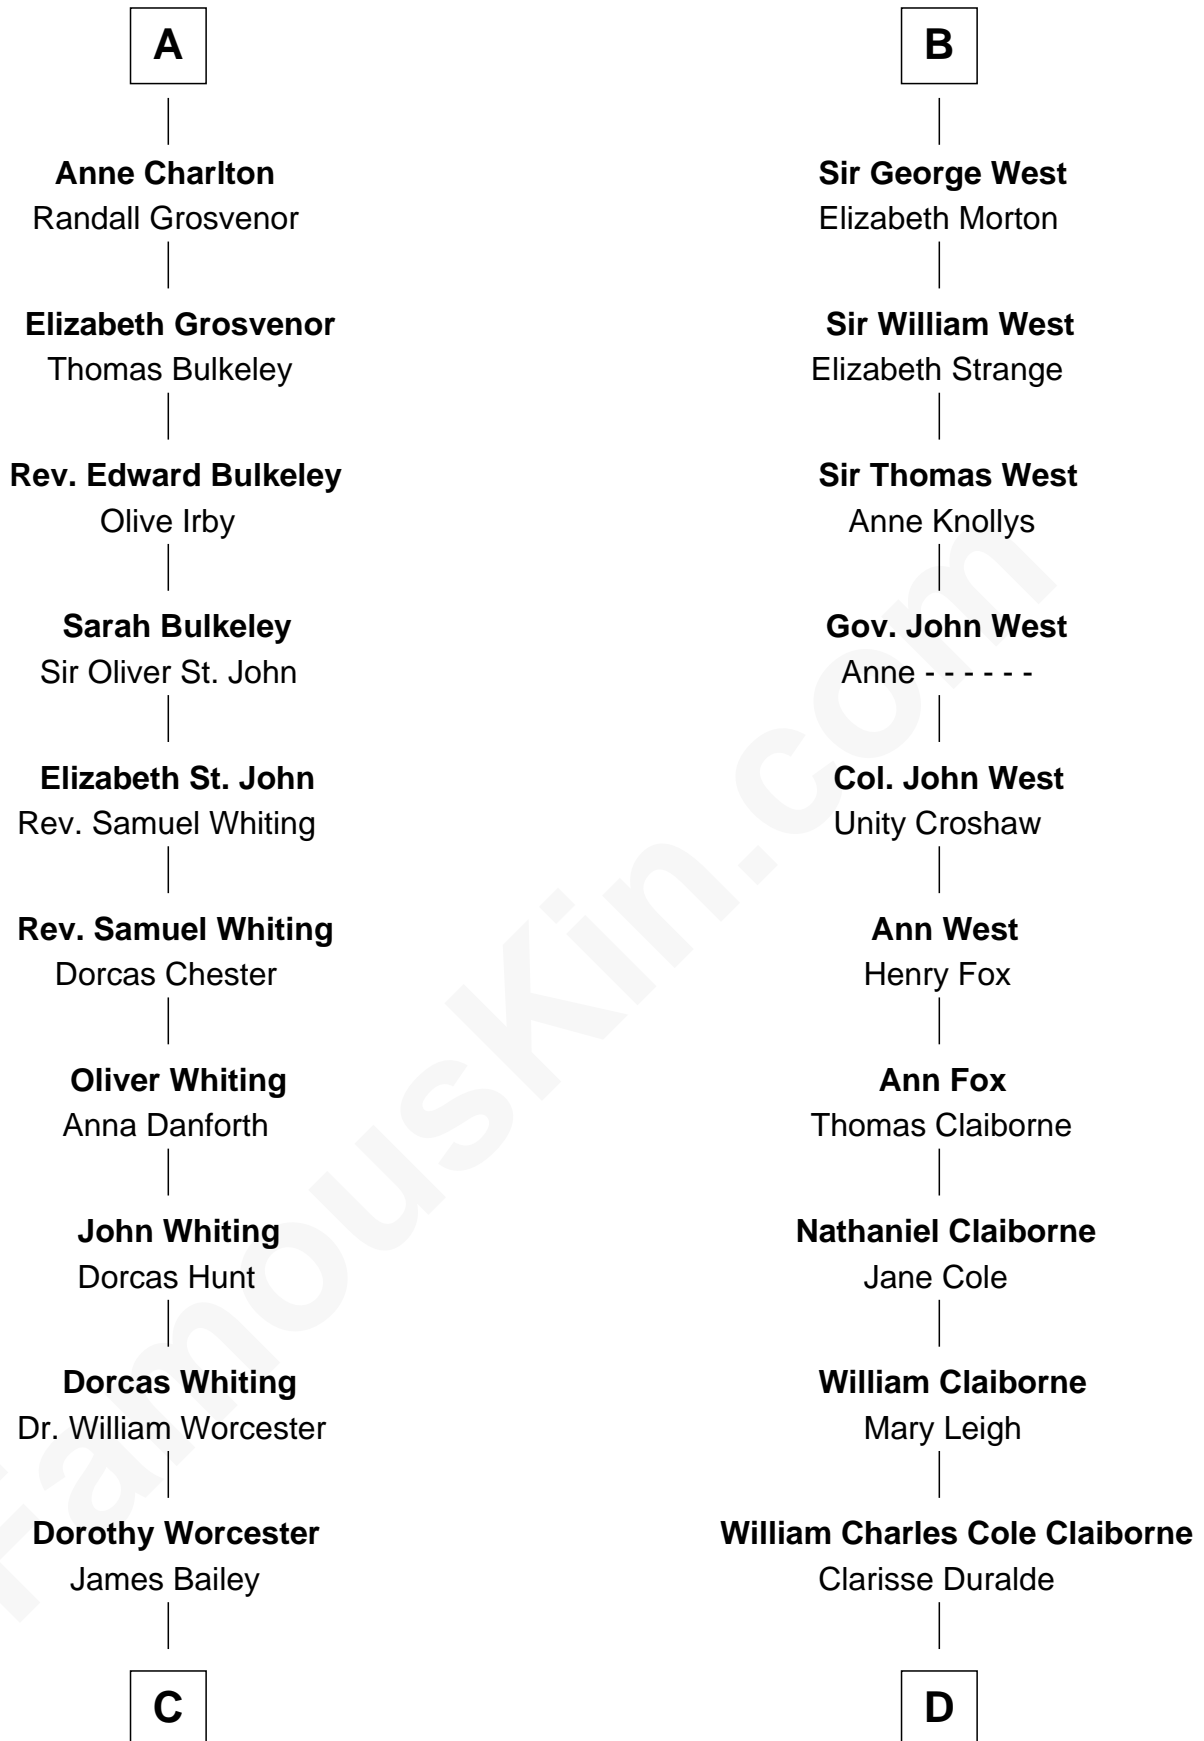 A
Anne Charlton
Randall Grosvenor
Elizabeth Grosvenor
Thomas Bulkeley
Rev. Edward Bulkeley
Olive Irby
Sarah Bulkeley
Sir Oliver St. John
Elizabeth St. John
Rev. Samuel Whiting
Rev. Samuel Whiting
Dorcas Chester
Oliver Whiting
Anna Danforth
John Whiting
Dorcas Hunt
Dorcas Whiting
Dr. William Worcester
Dorothy Worcester
James Bailey
C
B
Sir George West
Elizabeth Morton
Sir William West
Elizabeth Strange
Sir Thomas West
Anne Knollys
Gov. John West
Anne - - - - - -
Col. John West
Unity Croshaw
Ann West
Henry Fox
Ann Fox
Thomas Claiborne
Nathaniel Claiborne
Jane Cole
William Claiborne
Mary Leigh
William Charles Cole Claiborne
Clarisse Duralde
D
FamousKin.com